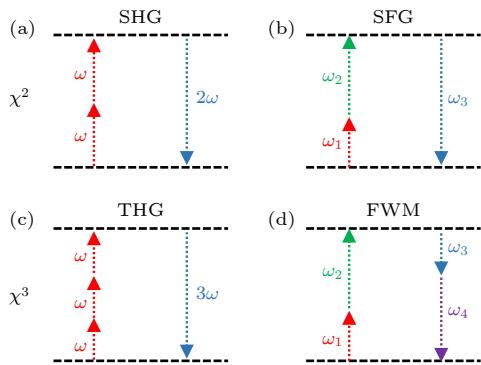 (a) SHG
χ²
ω
ω
2ω
(b) SFG
ω₂
ω₁
ω₃
(c) THG
χ³
ω
ω
ω
3ω
(d) FWM
ω₂
ω₁
ω₃
ω₄